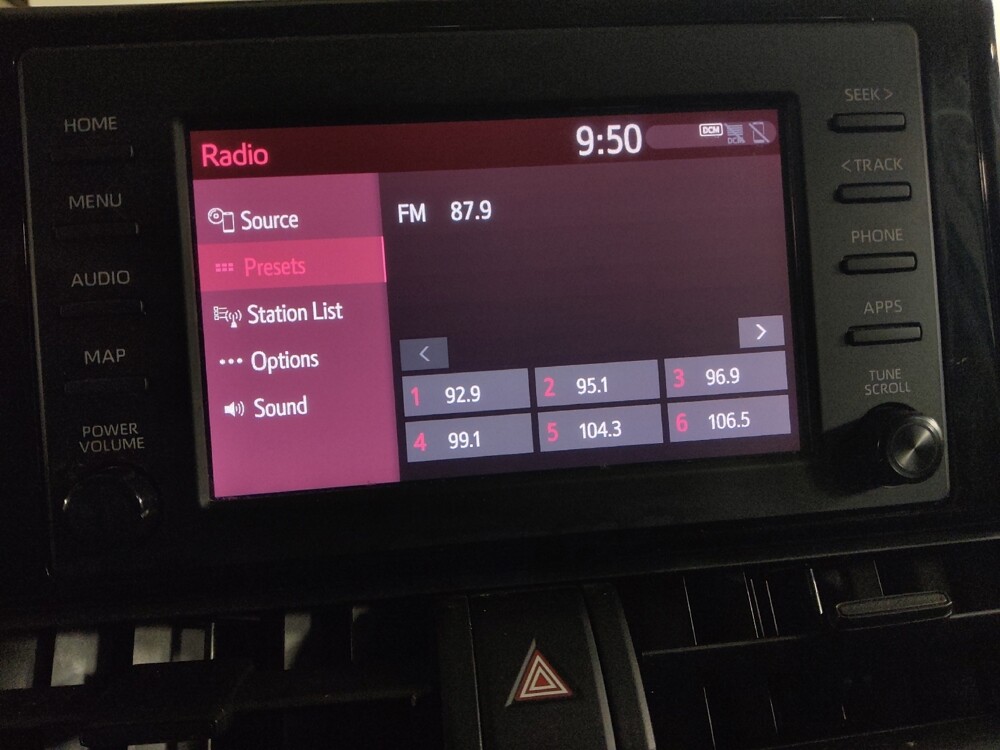 HOME
MENU
AUDIO
MAP
POWER
VOLUME
Radio
9:50
DCM
DCM
Source
Presets
Station List
Options
Sound
FM 87.9
<
>
1 92.9
2 95.1
3 96.9
4 99.1
5 104.3
6 106.5
SEEK >
< TRACK
PHONE
APPS
TUNE
SCROLL